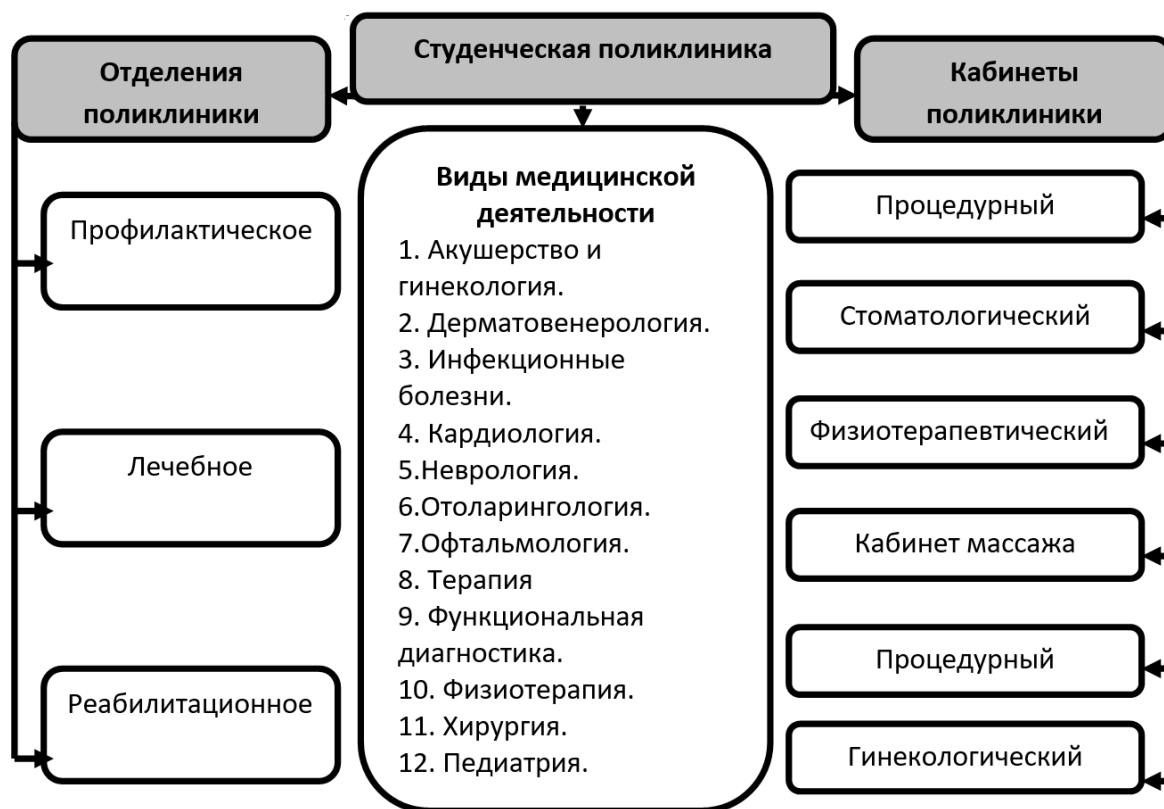 Студенческая поликлиника
Отделения
поликлиники
Профилактическое
Лечебное
Реабилитационное
Виды медицинской
деятельности
1. Акушерство и
гинекология.
2. Дерматовенерология.
3. Инфекционные
болезни.
4. Кардиология.
5.Неврология.
6.Отоларингология.
7.Офтальмология.
8. Терапия
9. Функциональная
диагностика.
10. Физиотерапия.
11. Хирургия.
12. Педиатрия.
Кабинеты
поликлиники
Процедурный
Стоматологический
Физиотерапевтический
Кабинет массажа
Процедурный
Гинекологический